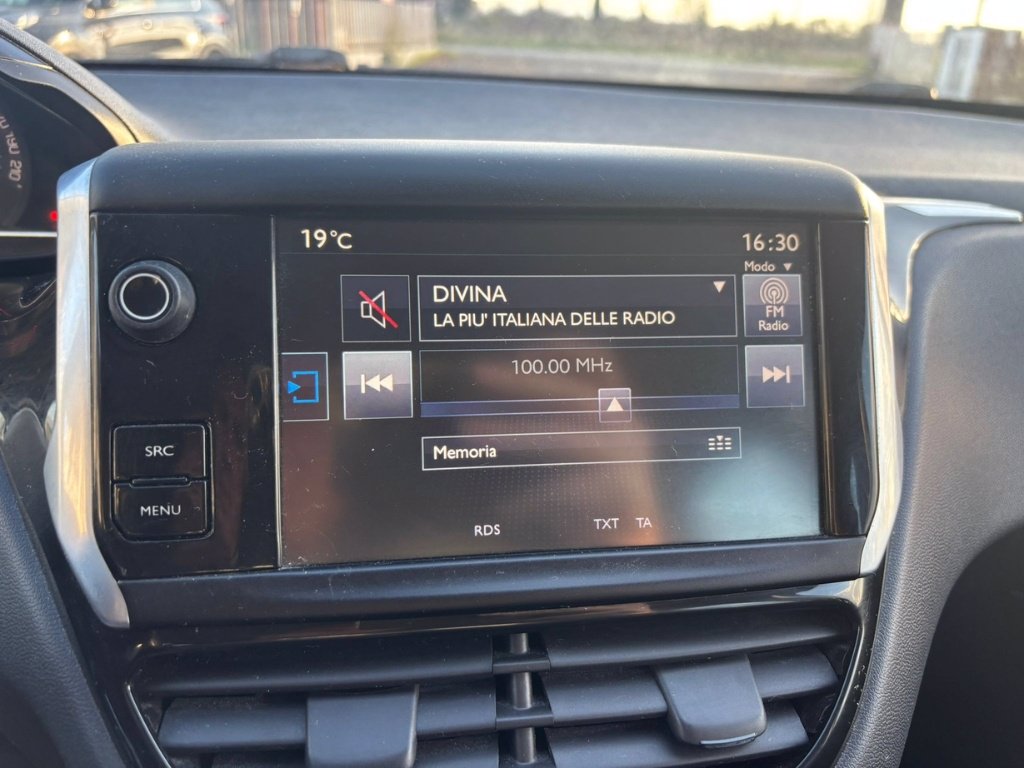 19°C
16:30
Modo
DIVINA
LA PIU' ITALIANA DELLE RADIO
FM
Radio
100.00 MHz
Memoria
SRC
MENU
RDS
TXT TA